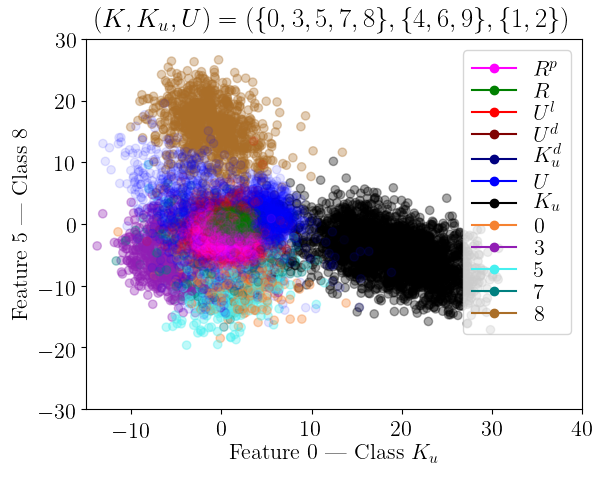 (K, K_u, U) = ({0, 3, 5, 7, 8}, {4, 6, 9}, {1, 2})
30
20
10
0
−10
−20
−30
Feature 5 — Class 8
−10 0 10 20 30 40
Feature 0 — Class K_u
R^p
R
U^l
U^d
K_u^d
U
K_u
0
3
5
7
8